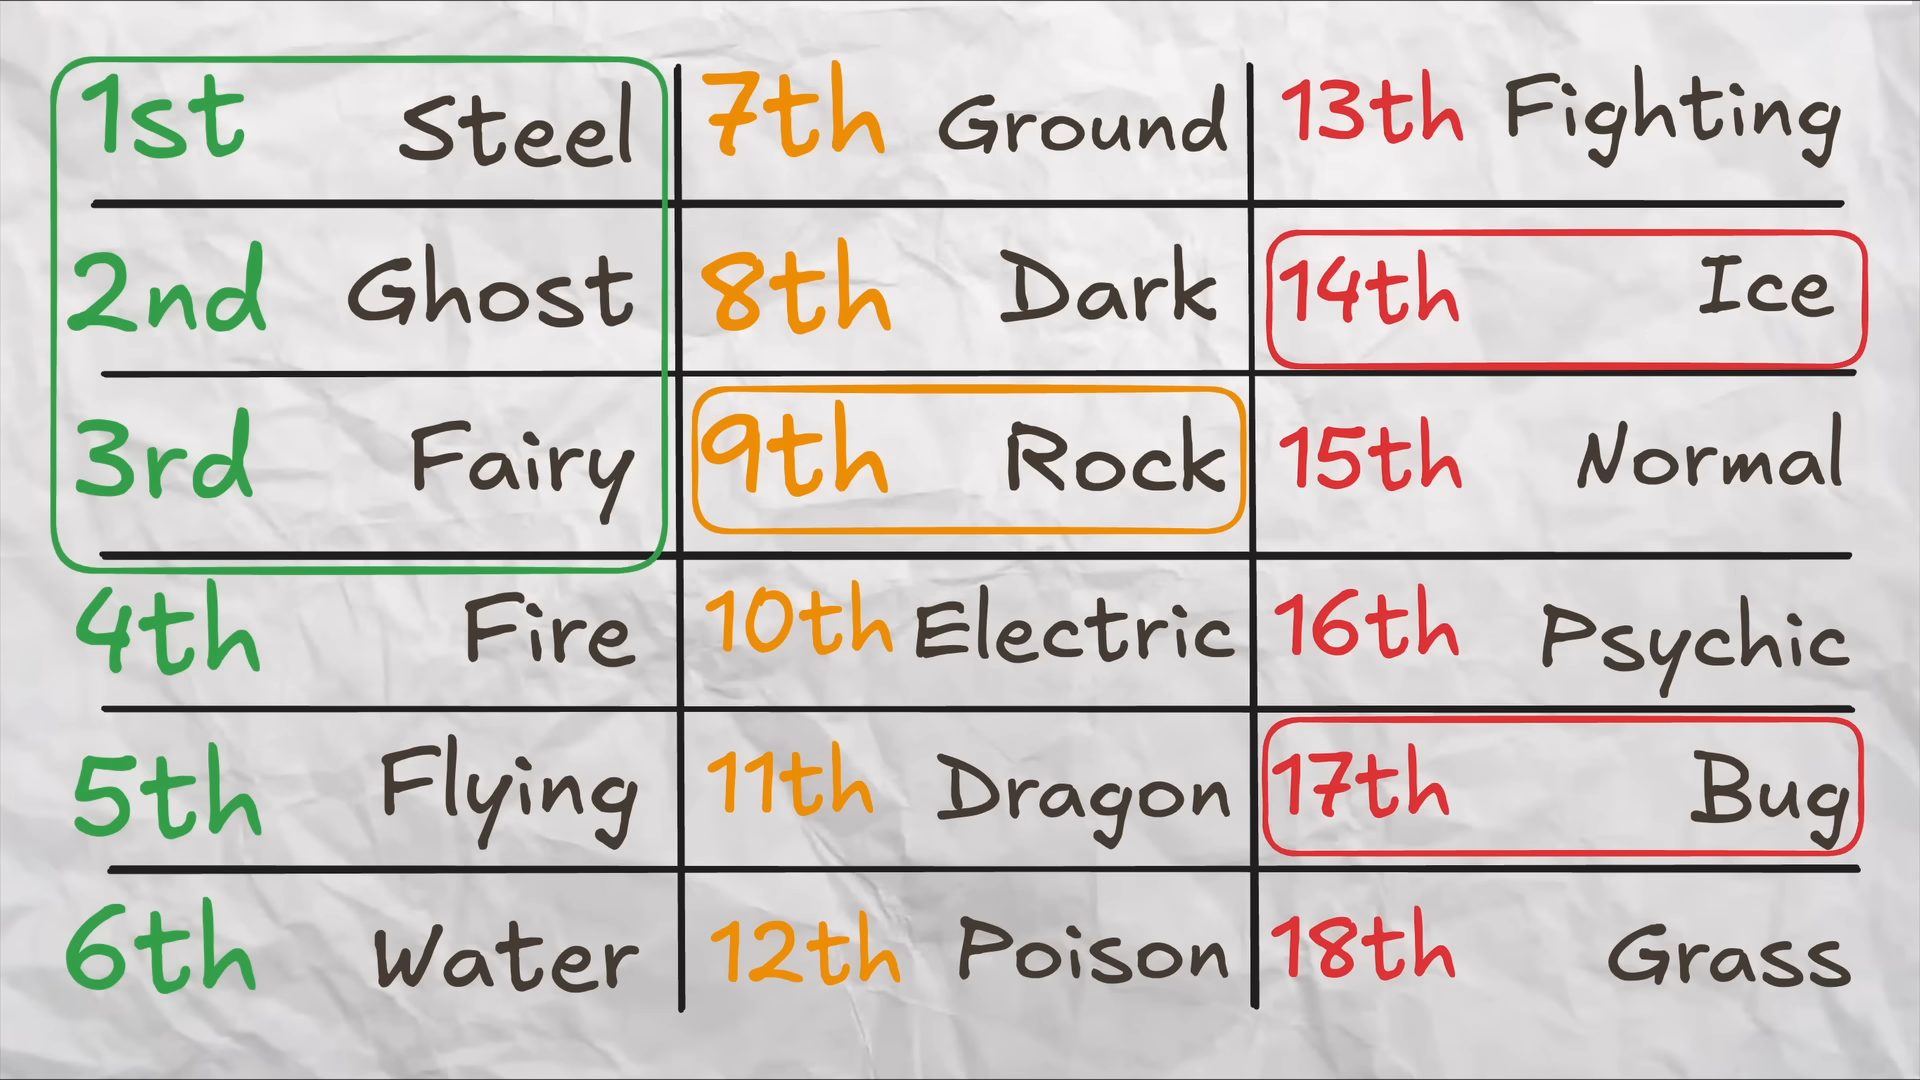 1st Steel
2nd Ghost
3rd Fairy
4th Fire
5th Flying
6th Water
7th Ground
8th Dark
9th Rock
10th Electric
11th Dragon
12th Poison
13th Fighting
14th Ice
15th Normal
16th Psychic
17th Bug
18th Grass